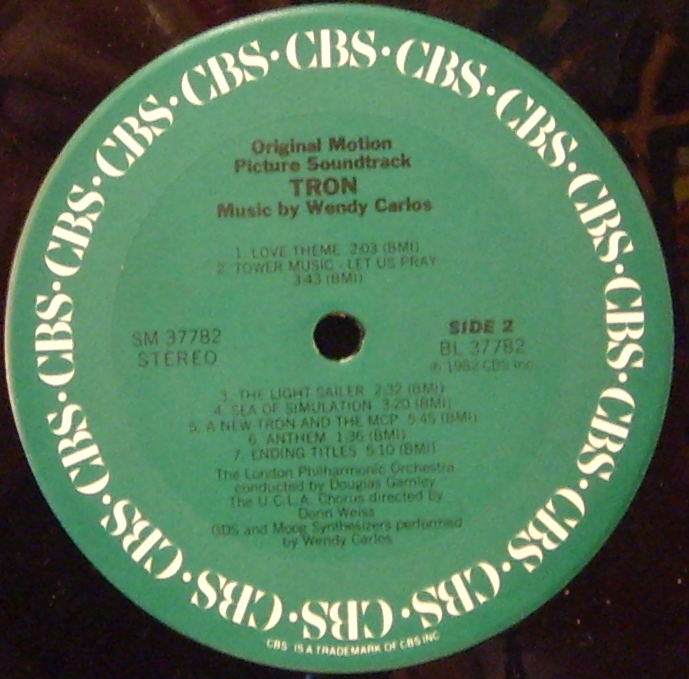 CBS · CBS · CBS · CBS · CBS · CBS · CBS · CBS · CBS · CBS · CBS · CBS · CBS · CBS · CBS · CBS · CBS ·
Original Motion
Picture Soundtrack
TRON
Music by Wendy Carlos
1. LOVE THEME 2:03 (BMI)
2. TOWER MUSIC - LET US PRAY
3:43 (BMI)
SM 37782
STEREO
SIDE 2
BL 37782
℗ 1982 CBS Inc.
3. THE LIGHT SAILER 2:32 (BMI)
4. SEA OF SIMULATION 3:20 (BMI)
5. A NEW TRON AND THE MCP 5:45 (BMI)
6. ANTHEM 1:36 (BMI)
7. ENDING TITLES 5:10 (BMI)
The London Philharmonic Orchestra
conducted by Douglas Gamley
The U.C.L.A. Chorus directed by
Donn Weiss
GDS and Moog Synthesizers performed
by Wendy Carlos
CBS IS A TRADEMARK OF CBS INC